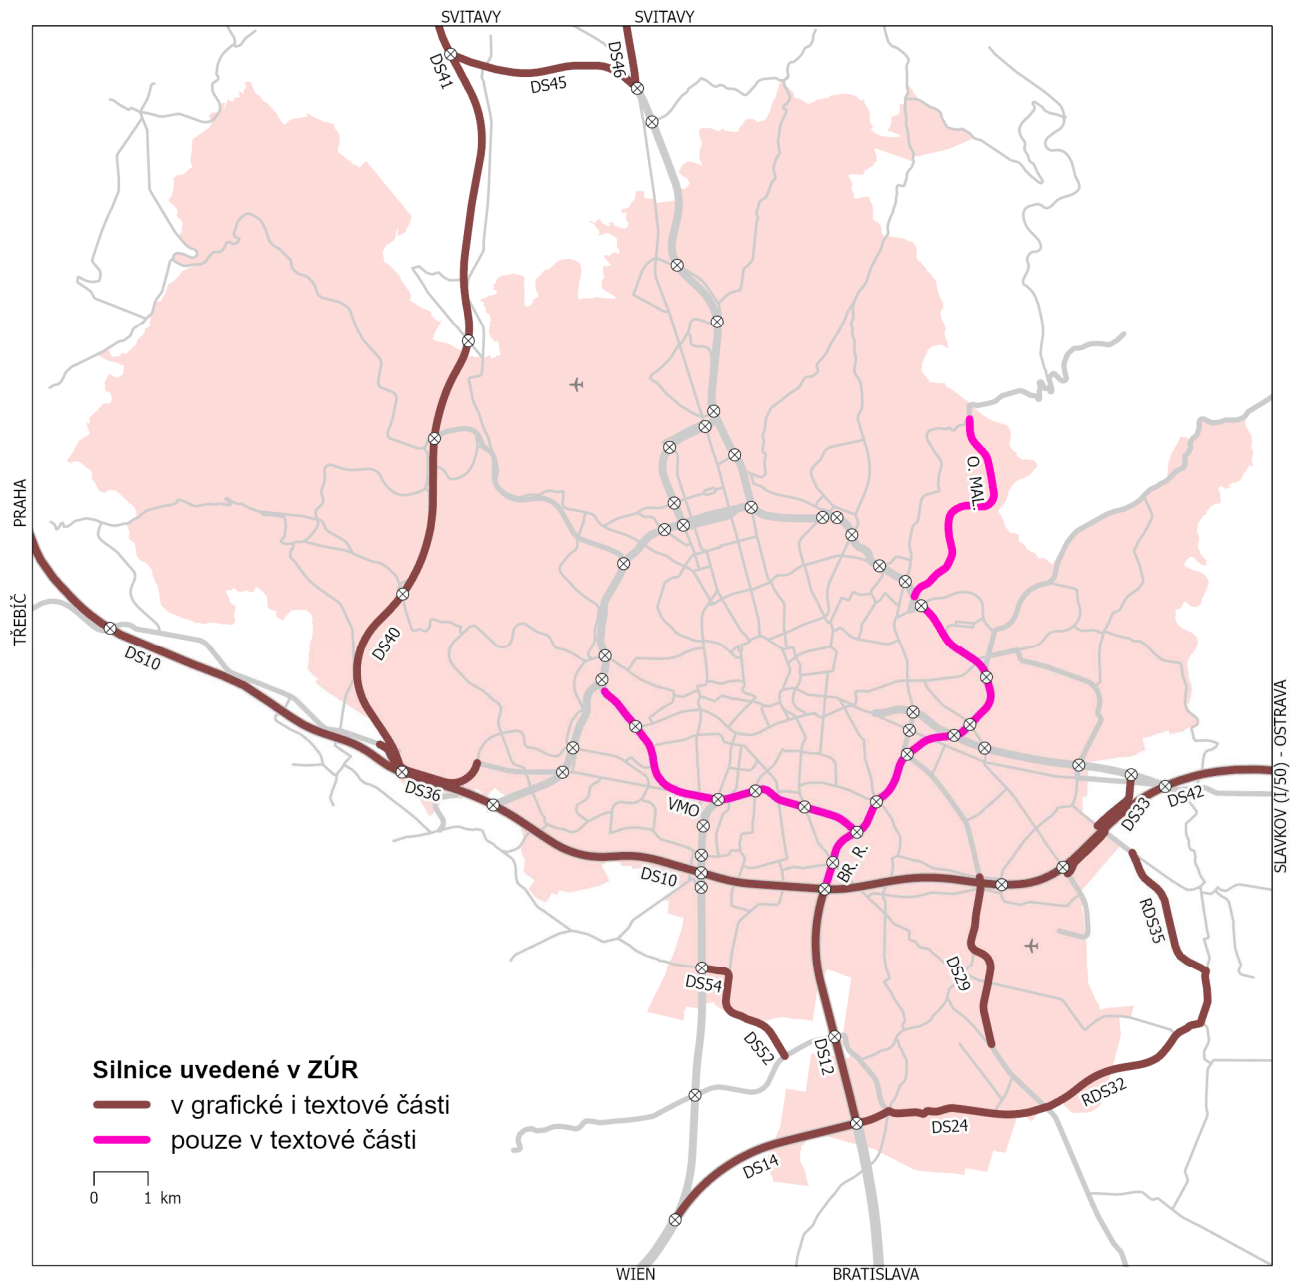 SVITAVY
SVITAVY
DS41
DS45
DS46
PRAHA
TŘEBÍČ
O. MAL.
DS10
DS40
DS36
VMO
BR. R.
DS10
DS33
DS42
SLAVKOV (I/50) - OSTRAVA
RDS35
DS29
DS54
DS52
DS12
RDS32
DS24
DS14
Silnice uvedené v ZÚR
v grafické i textové části
pouze v textové části
0 1 km
WIEN
BRATISLAVA